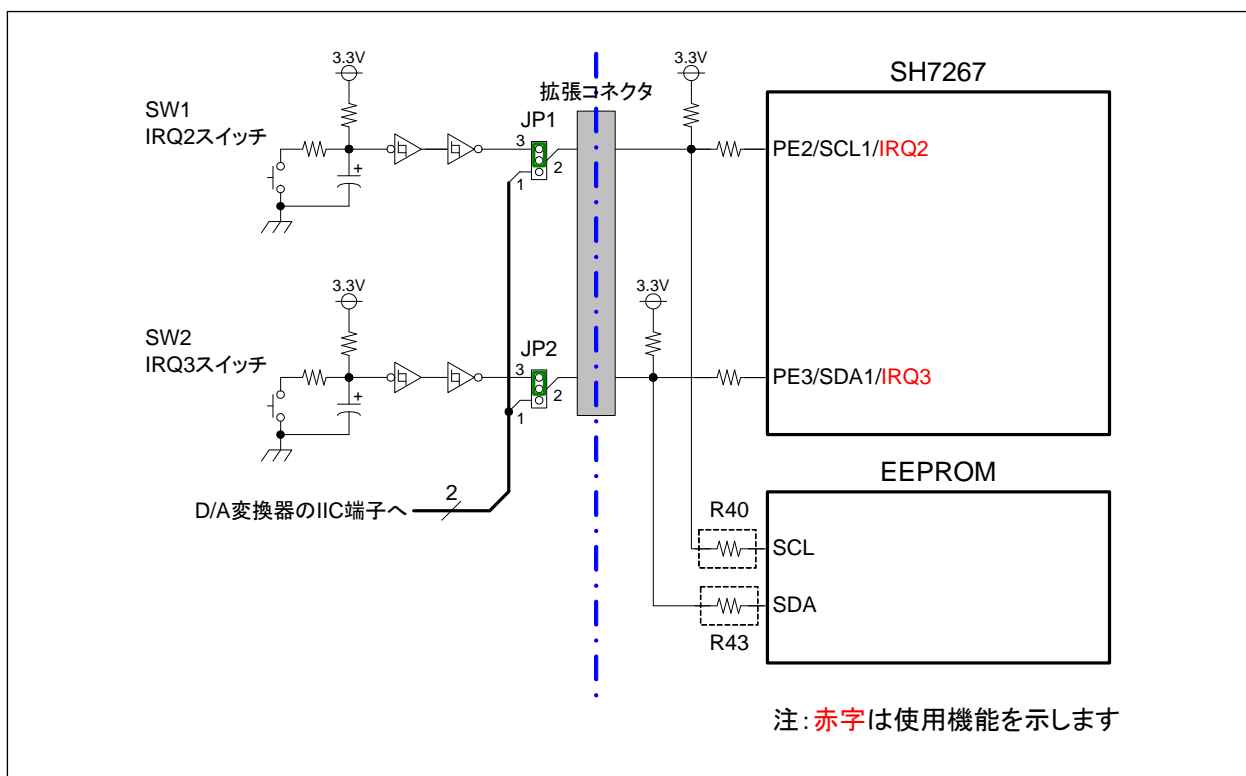 3.3V
SW1
IRQ2スイッチ
JP1
3
2
1
拡張コネクタ
3.3V
SH7267
PE2/SCL1/IRQ2
3.3V
SW2
IRQ3スイッチ
JP2
3
2
1
3.3V
PE3/SDA1/IRQ3
D/A変換器のIIC端子へ
2
EEPROM
R40
SCL
SDA
R43
注:赤字は使用機能を示します